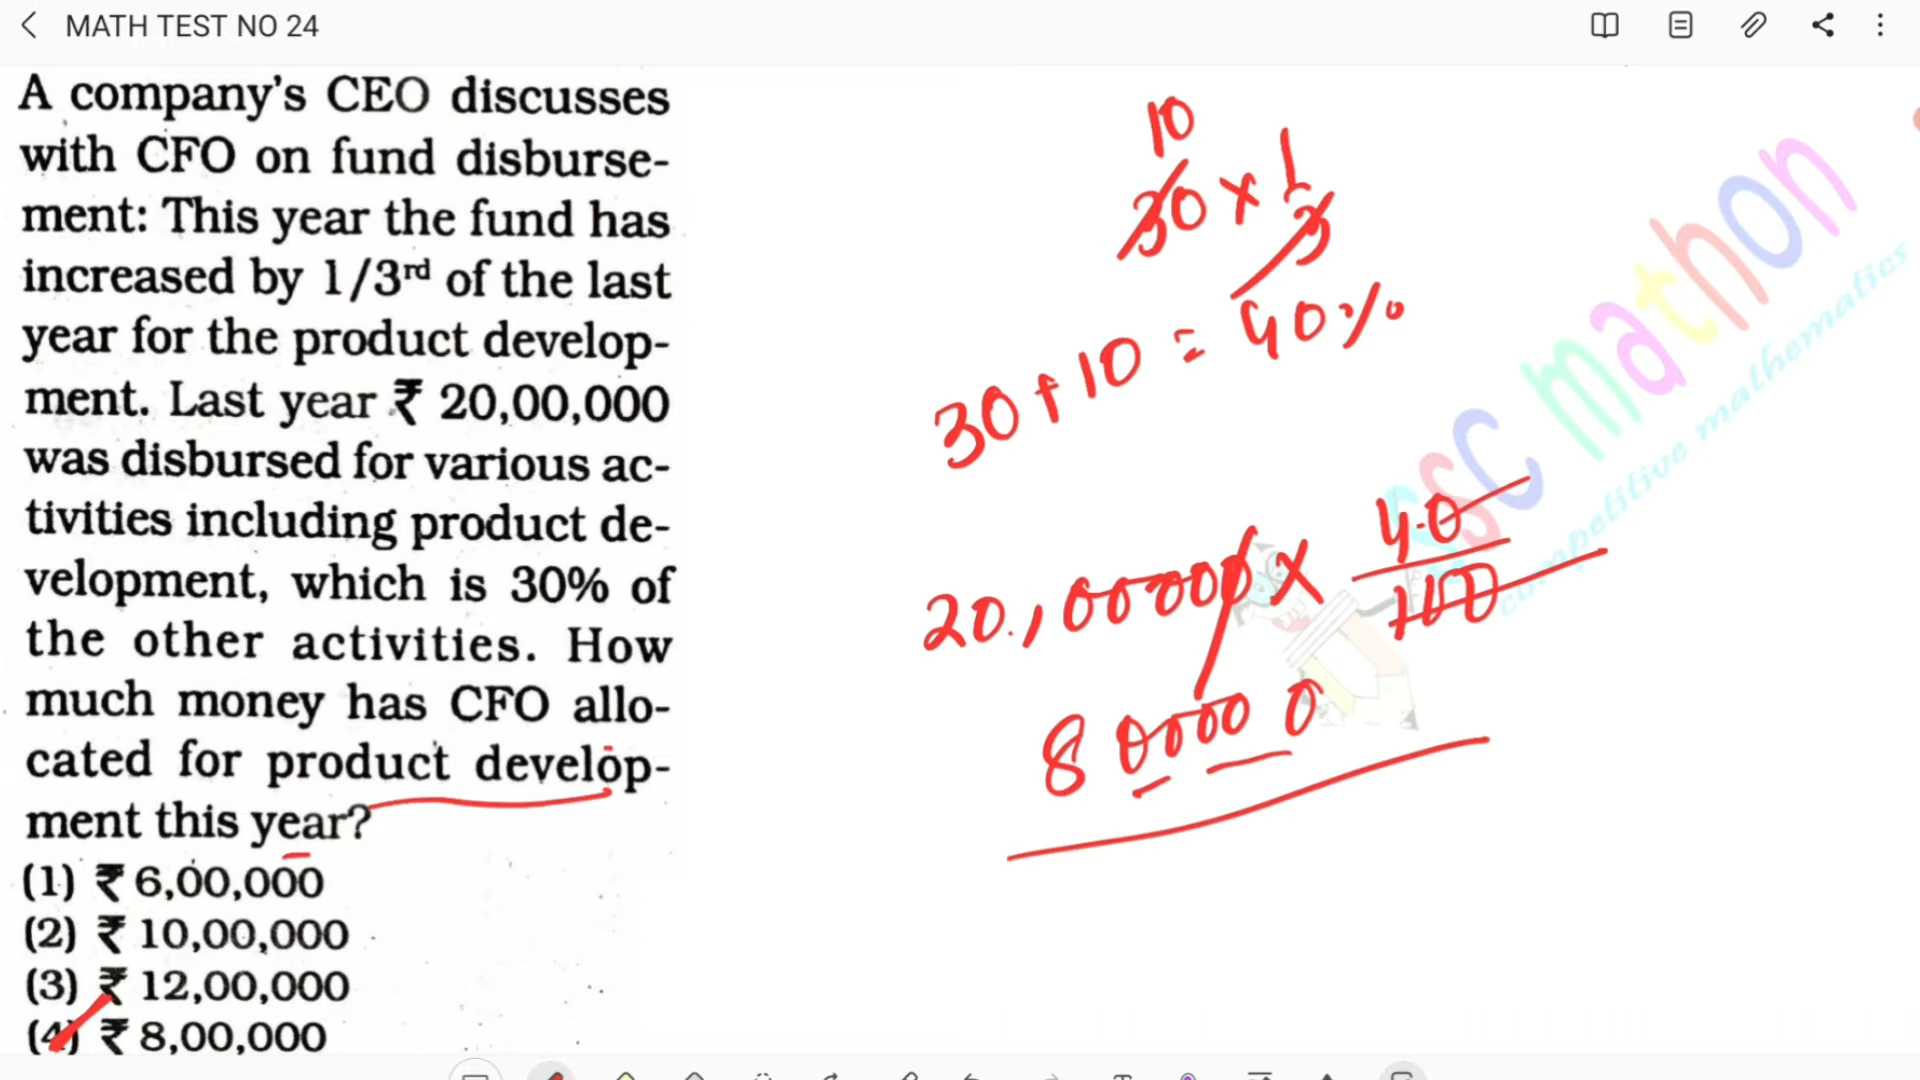 MATH TEST NO 24
A company's CEO discusses
with CFO on fund disburse-
ment: This year the fund has
increased by 1/3rd of the last
year for the product develop-
ment. Last year ₹ 20,00,000
was disbursed for various ac-
tivities including product de-
velopment, which is 30% of
the other activities. How
much money has CFO allo-
cated for product develop-
ment this year?
(1) ₹ 6,00,000
(2) ₹ 10,00,000
(3) ₹ 12,00,000
(4) ₹ 8,00,000
10
30 × 1
3
30 + 10 = 40%
20,00000 × 40
100
800000
ssc mathon
competitive mathematics